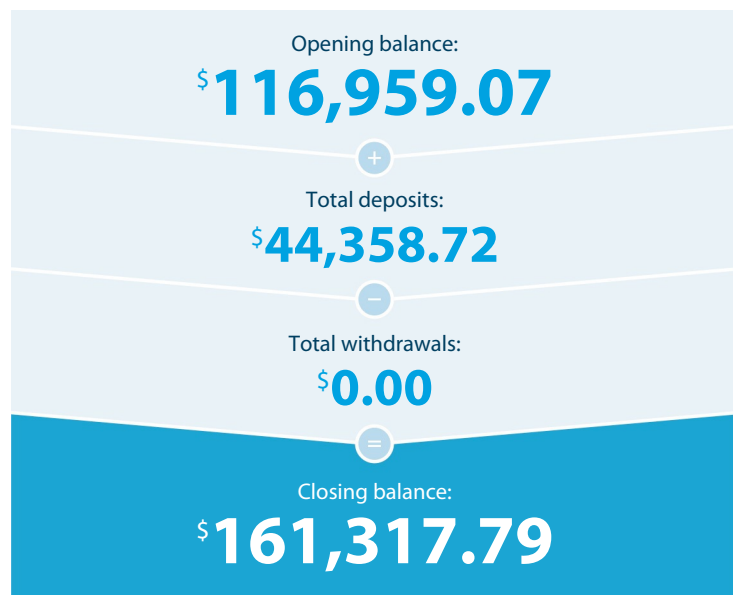 Opening balance:
$116,959.07
+
Total deposits:
$44,358.72
−
Total withdrawals:
$0.00
=
Closing balance:
$161,317.79